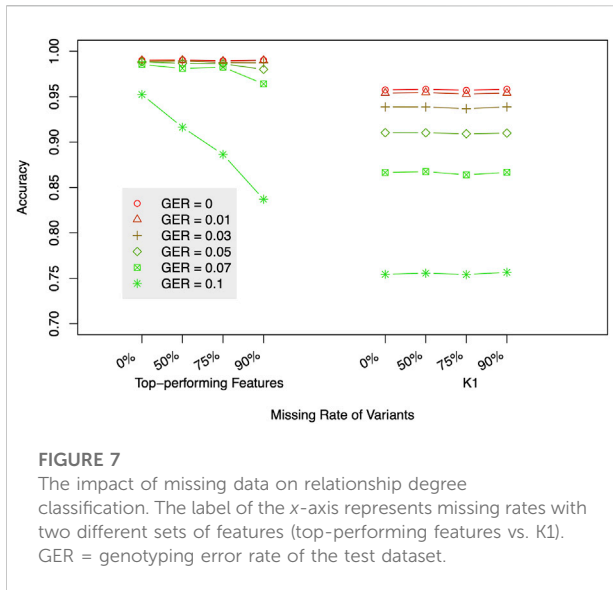 Accuracy
1.00
0.95
0.90
0.85
0.80
0.75
0.70
GER = 0
GER = 0.01
GER = 0.03
GER = 0.05
GER = 0.07
GER = 0.1
0% 50% 75% 90% 0% 50% 75% 90%
Top-performing Features K1
Missing Rate of Variants
FIGURE 7
The impact of missing data on relationship degree
classification. The label of the x-axis represents missing rates with
two different sets of features (top-performing features vs. K1).
GER = genotyping error rate of the test dataset.